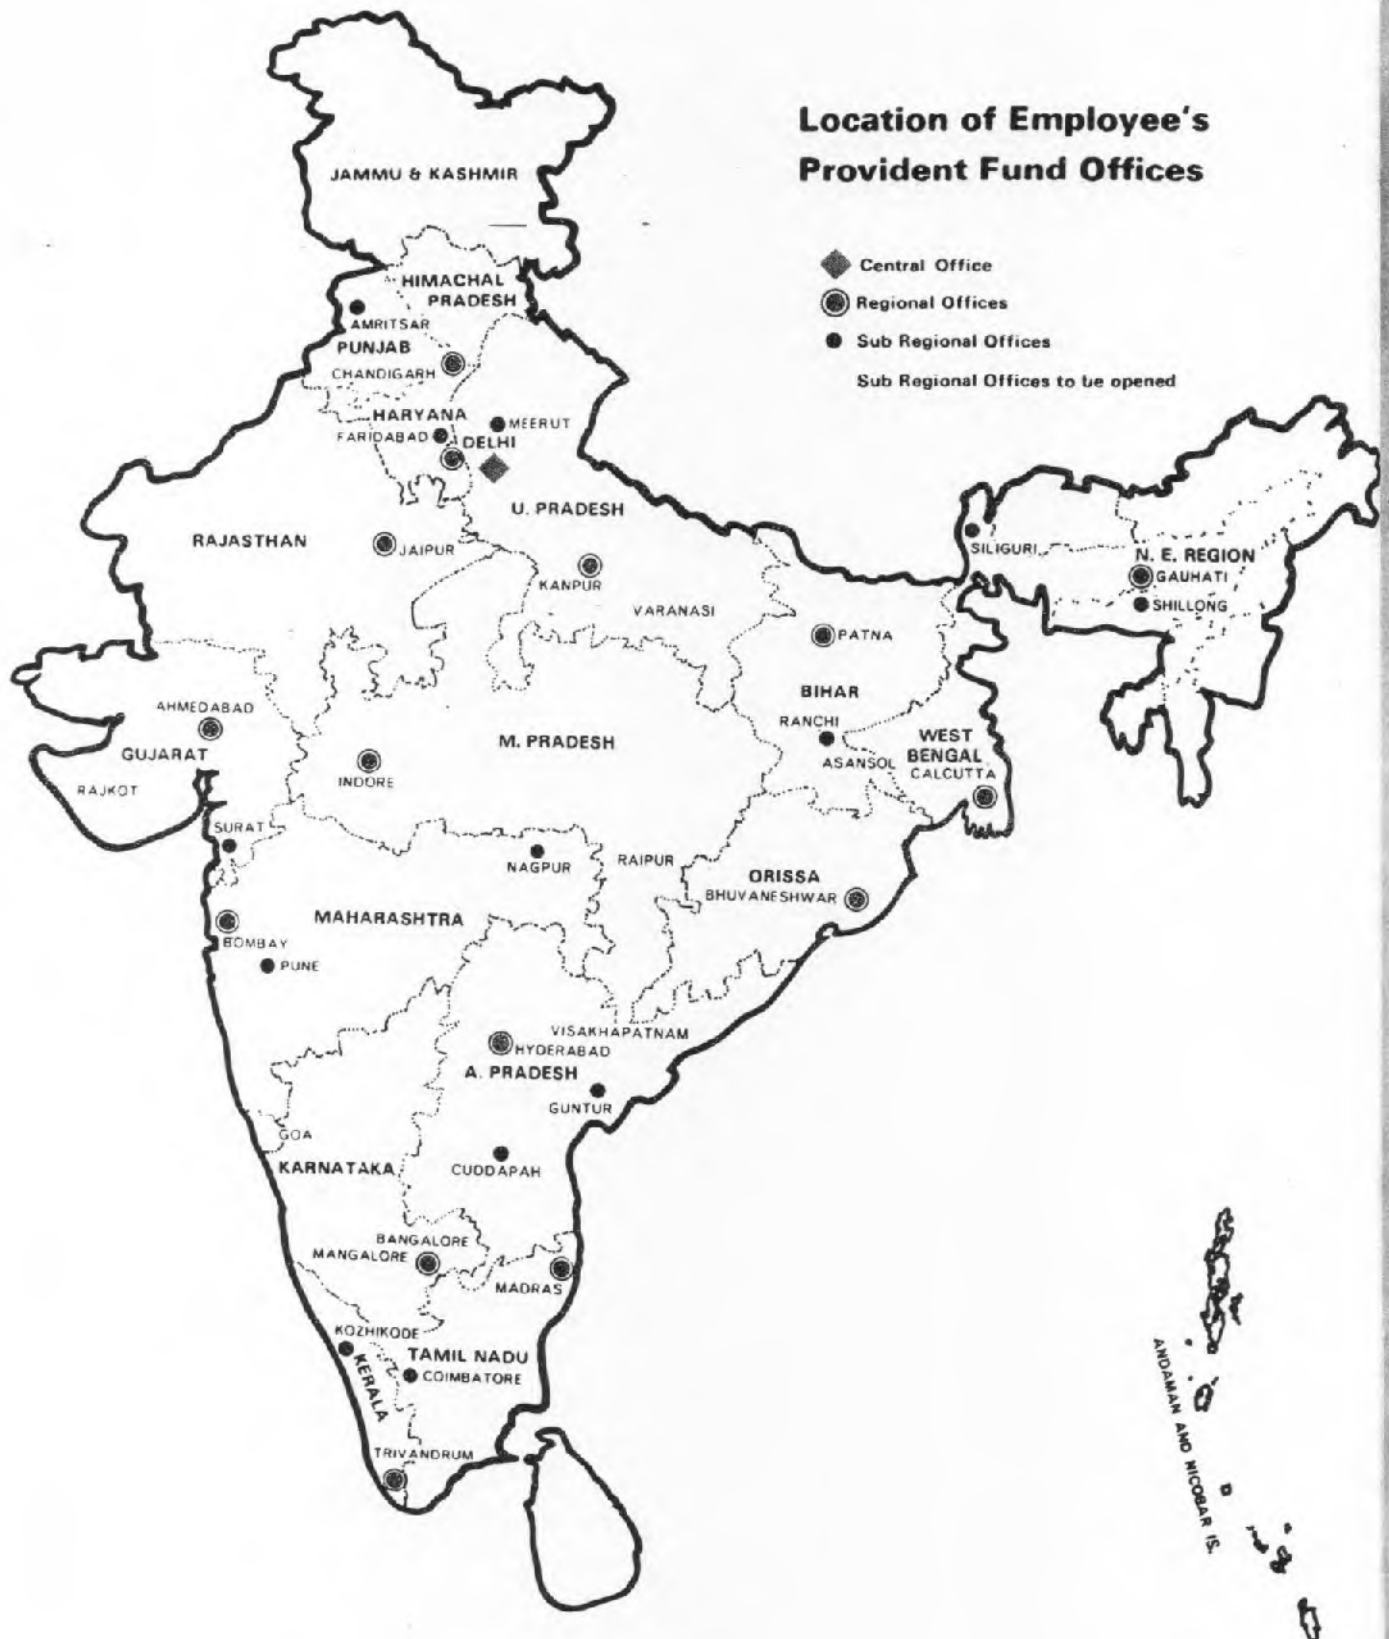 Location of Employee's
Provident Fund Offices
Central Office
Regional Offices
Sub Regional Offices
Sub Regional Offices to be opened
JAMMU & KASHMIR
HIMACHAL
PRADESH
AMRITSAR
PUNJAB
CHANDIGARH
HARYANA
FARIDABAD
DELHI
MEERUT
U. PRADESH
RAJASTHAN
JAIPUR
KANPUR
VARANASI
SILIGURI
N. E. REGION
GAUHATI
SHILLONG
PATNA
BIHAR
RANCHI
ASANSOL
WEST
BENGAL
CALCUTTA
AHMEDABAD
GUJARAT
RAJKOT
SURAT
M. PRADESH
INDORE
NAGPUR
RAIPUR
ORISSA
BHUVANESHWAR
MAHARASHTRA
BOMBAY
PUNE
VISAKHAPATNAM
HYDERABAD
A. PRADESH
GUNTUR
CUDDAPAH
GOA
KARNATAKA
BANGALORE
MANGALORE
MADRAS
KOZHIKODE
KERALA
TAMIL NADU
COIMBATORE
TRIVANDRUM
ANDAMAN AND NICOBAR IS.